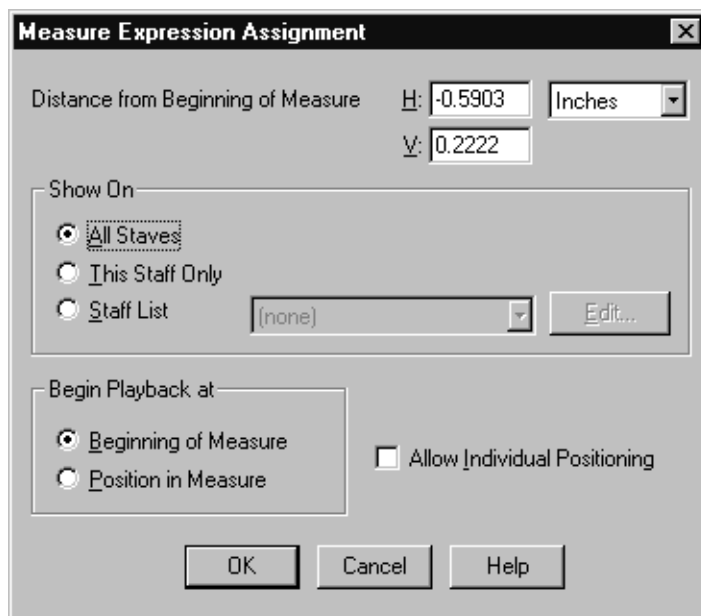 Measure Expression Assignment
Distance from Beginning of Measure H: -0.5903 Inches
V: 0.2222
Show On
All Staves
This Staff Only
Staff List (none) Edit...
Begin Playback at
Beginning of Measure
Position in Measure
Allow Individual Positioning
OK Cancel Help